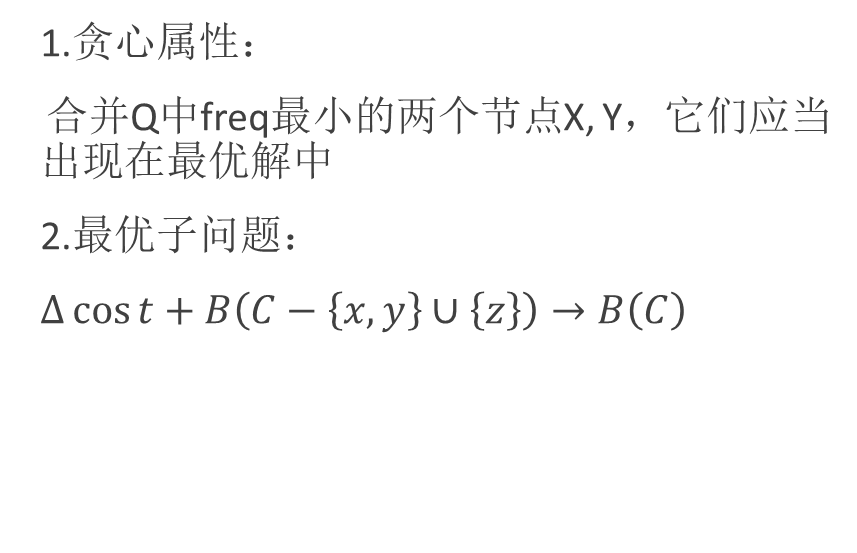 1.贪心属性：
合并Q中freq最小的两个节点X, Y，它们应当
出现在最优解中
2.最优子问题：
Δ cos t + B(C − {x, y} ∪ {z}) → B(C)